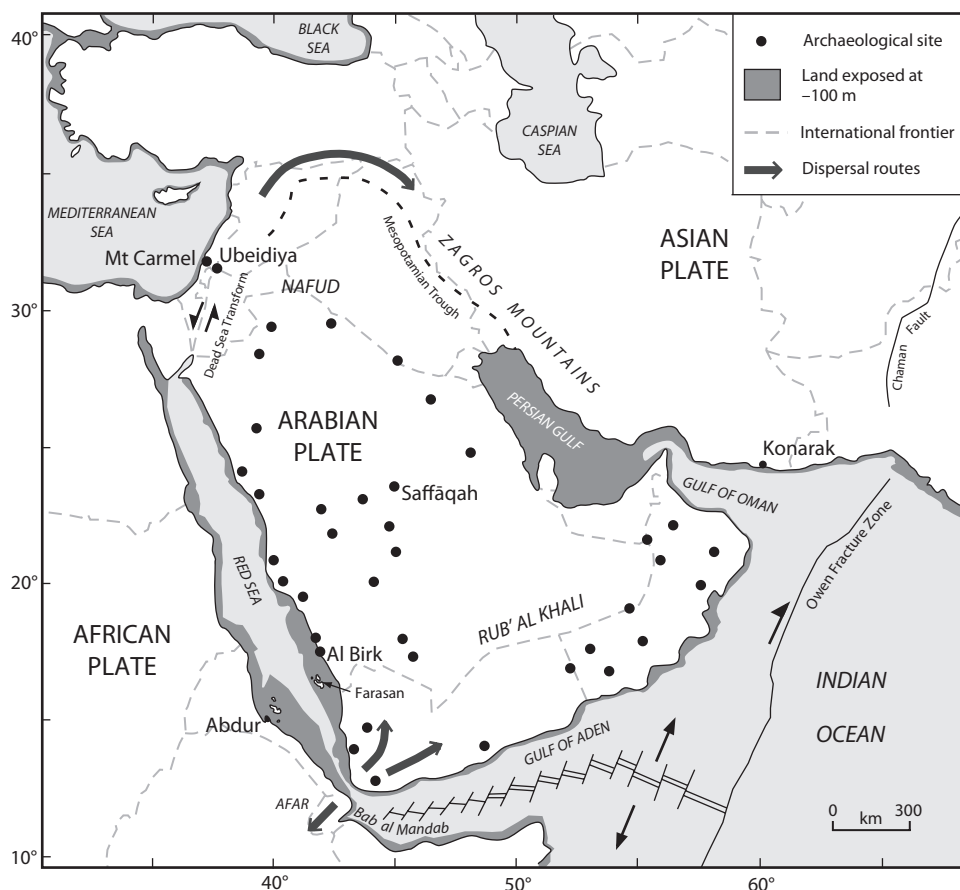 40°
30°
20°
10°
40°
50°
60°
BLACK
SEA
CASPIAN
SEA
Archaeological site
Land exposed at
–100 m
International frontier
Dispersal routes
MEDITERRANEAN
SEA
Mt Carmel
Ubeidiya
NAFUD
Dead Sea Transform
Mesopotamian Trough
ZAGROS MOUNTAINS
ASIAN
PLATE
Chaman Fault
ARABIAN
PLATE
PERSIAN GULF
Konarak
Saffāqah
GULF OF OMAN
Owen Fracture Zone
RED SEA
AFRICAN
PLATE
RUB' AL KHALI
Al Birk
Farasan
Abdur
INDIAN
OCEAN
GULF OF ADEN
AFAR
Bab al Mandab
0 300
km